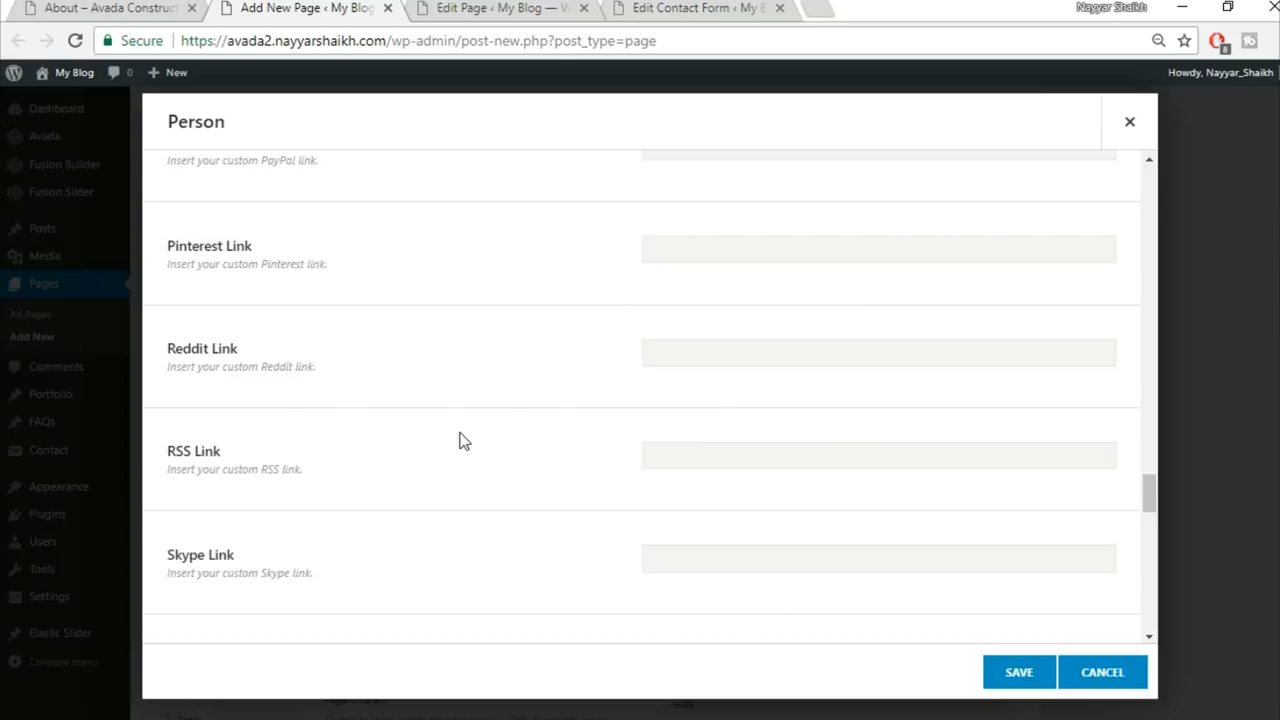 About – Avada Construct
Add New Page ‹ My Blog
Edit Page ‹ My Blog — W
Edit Contact Form ‹ My B
Nayyar Shaikh
Secure
https://avada2.nayyarshaikh.com/wp-admin/post-new.php?post_type=page
8
My Blog
0
New
Howdy, Nayyar_Shaikh
Dashboard
Avada
Fusion Builder
Fusion Slider
Posts
Media
Pages
All Pages
Add New
Comments
Portfolio
FAQs
Contact
Appearance
Plugins
Users
Tools
Settings
Elastic Slider
Collapse menu
Person
Insert your custom PayPal link.
Pinterest Link
Insert your custom Pinterest link.
Reddit Link
Insert your custom Reddit link.
RSS Link
Insert your custom RSS link.
Skype Link
Insert your custom Skype link.
SAVE
CANCEL